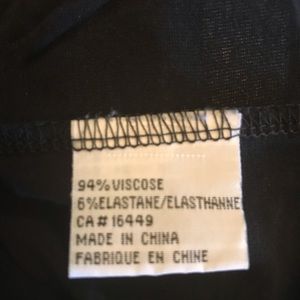 94% VISCOSE
6% ELASTANE/ELASTHANNE
CA# 16449
MADE IN CHINA
FABRIQUE EN CHINE